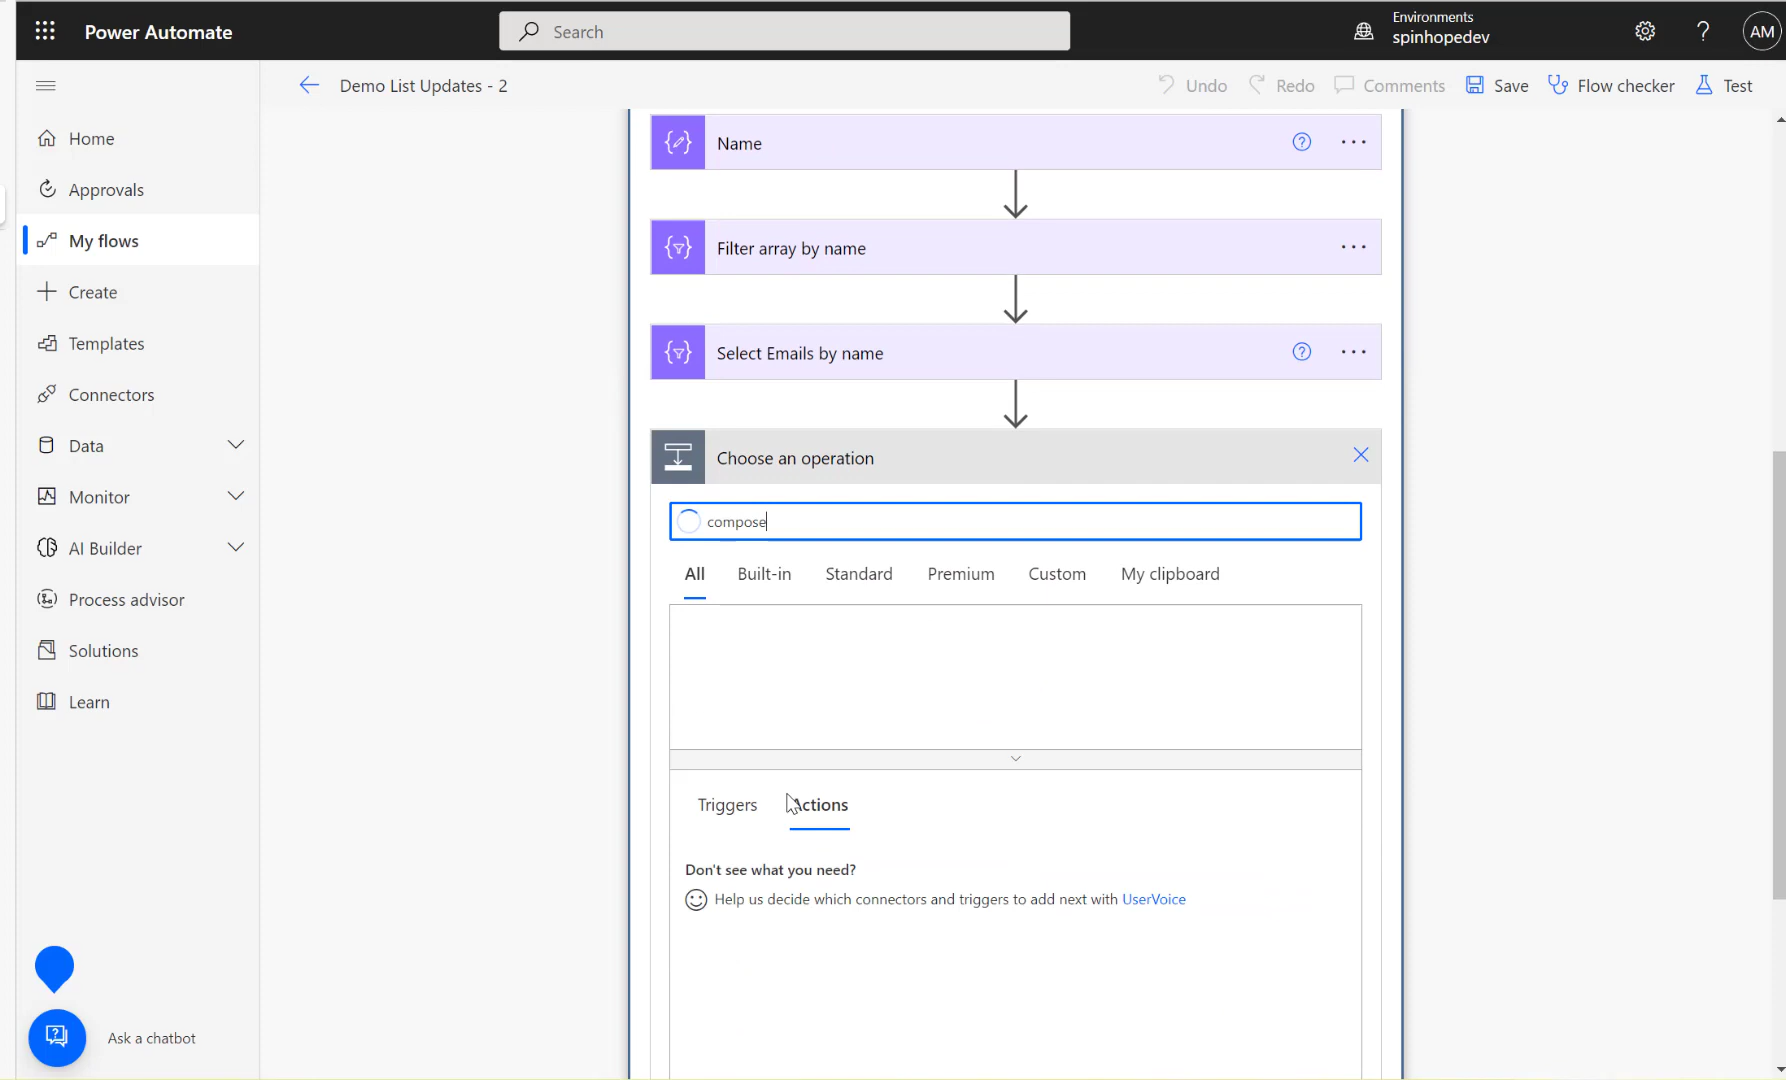 Power Automate
Search
Environments
spinhopedev
AM
Demo List Updates - 2
Undo
Redo
Comments
Save
Flow checker
Test
Home
Approvals
My flows
Create
Templates
Connectors
Data
Monitor
AI Builder
Process advisor
Solutions
Learn
Ask a chatbot
Name
Filter array by name
Select Emails by name
Choose an operation
compose
All
Built-in
Standard
Premium
Custom
My clipboard
Triggers
Actions
Don't see what you need?
Help us decide which connectors and triggers to add next with UserVoice